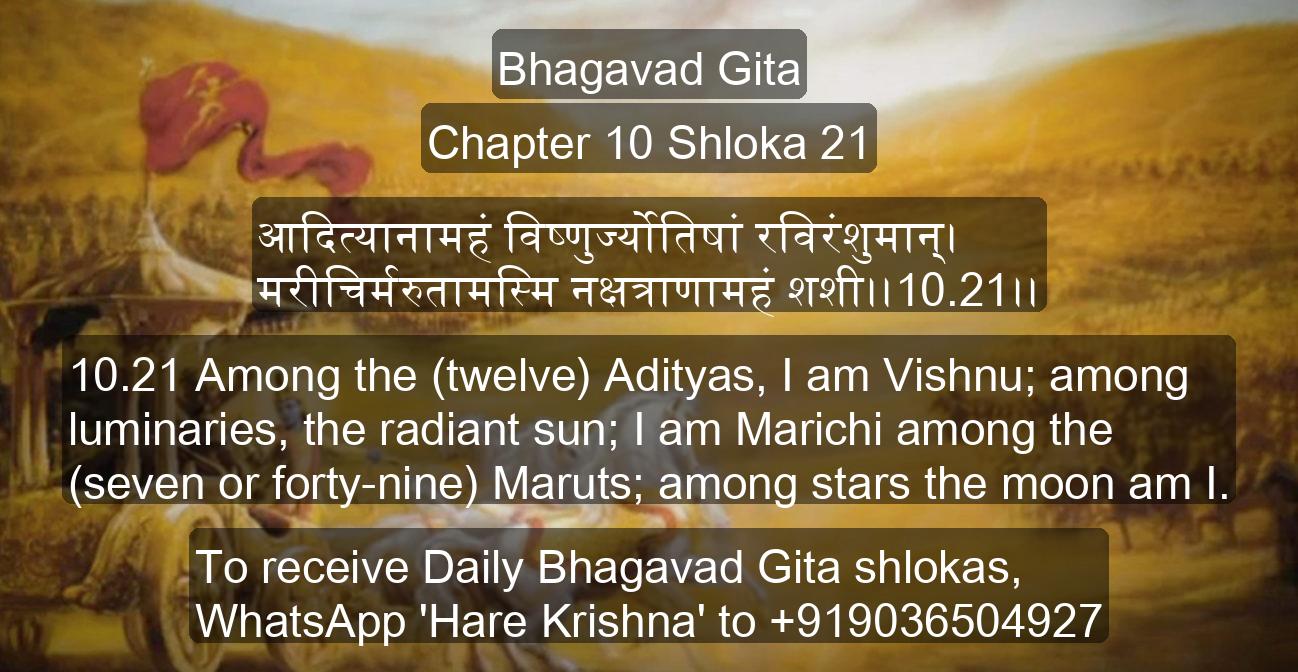 Bhagavad Gita
Chapter 10 Shloka 21
आदित्यानामहं विष्णुर्ज्योतिषां रविरंशुमान्।
मरीचिर्मरुतामस्मि नक्षत्राणामहं शशी।।10.21।।
10.21 Among the (twelve) Adityas, I am Vishnu; among
luminaries, the radiant sun; I am Marichi among the
(seven or forty-nine) Maruts; among stars the moon am I.
To receive Daily Bhagavad Gita shlokas,
WhatsApp 'Hare Krishna' to +919036504927